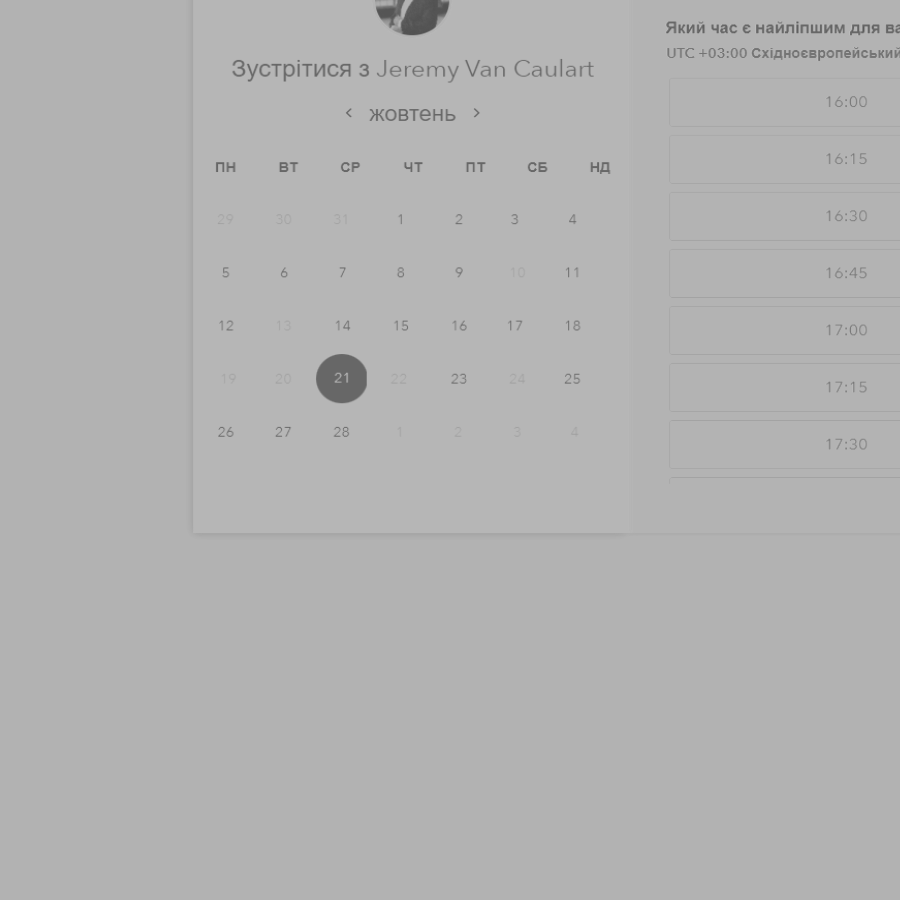 Зустрітися з Jeremy Van Caulart
жовтень
ПН ВТ СР ЧТ ПТ СБ НД
29 30 31 1 2 3 4
5 6 7 8 9 10 11
12 13 14 15 16 17 18
19 20 21 22 23 24 25
26 27 28 1 2 3 4
Який час є найліпшим для
UTC +03:00 Східноєвропейський
16:00
16:15
16:30
16:45
17:00
17:15
17:30